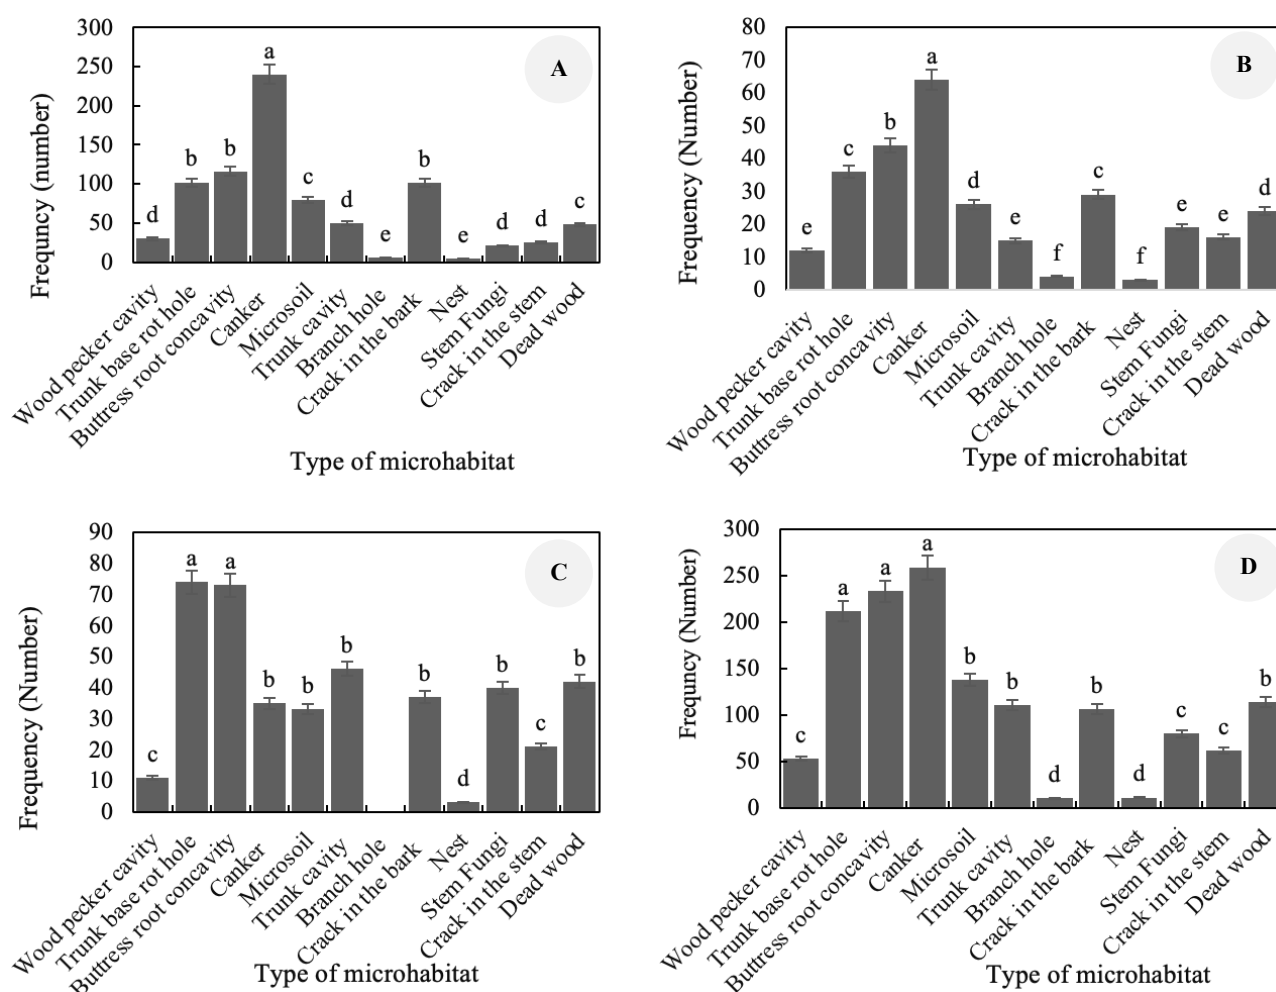 A
Frequncy (number)
300
250
200
150
100
50
0
d
b
b
a
c
d
e
b
e
d
d
c
Wood pecker cavity
Trunk base rot hole
Buttress root concavity
Canker
Microsoil
Trunk cavity
Branch hole
Crack in the bark
Nest
Stem Fungi
Crack in the stem
Dead wood
Type of microhabitat
B
Frequency (Number)
80
70
60
50
40
30
20
10
0
e
c
b
a
d
e
f
c
f
e
e
d
Wood pecker cavity
Trunk base rot hole
Buttress root concavity
Canker
Microsoil
Trunk cavity
Branch hole
Crack in the bark
Nest
Stem Fungi
Crack in the stem
Dead wood
Type of microhabitat
C
Frequency (Number)
90
80
70
60
50
40
30
20
10
0
c
a
a
b
b
b
b
d
b
c
b
Wood pecker cavity
Trunk base rot hole
Buttress root concavity
Canker
Microsoil
Trunk cavity
Branch hole
Crack in the bark
Nest
Stem Fungi
Crack in the stem
Dead wood
Type of microhabitat
D
Frequncy (Number)
300
250
200
150
100
50
0
c
a
a
a
b
b
d
b
d
c
c
b
Wood pecker cavity
Trunk base rot hole
Buttress root concavity
Canker
Microsoil
Trunk cavity
Branch hole
Crack in the bark
Nest
Stem Fungi
Crack in the stem
Dead wood
Type of microhabitat